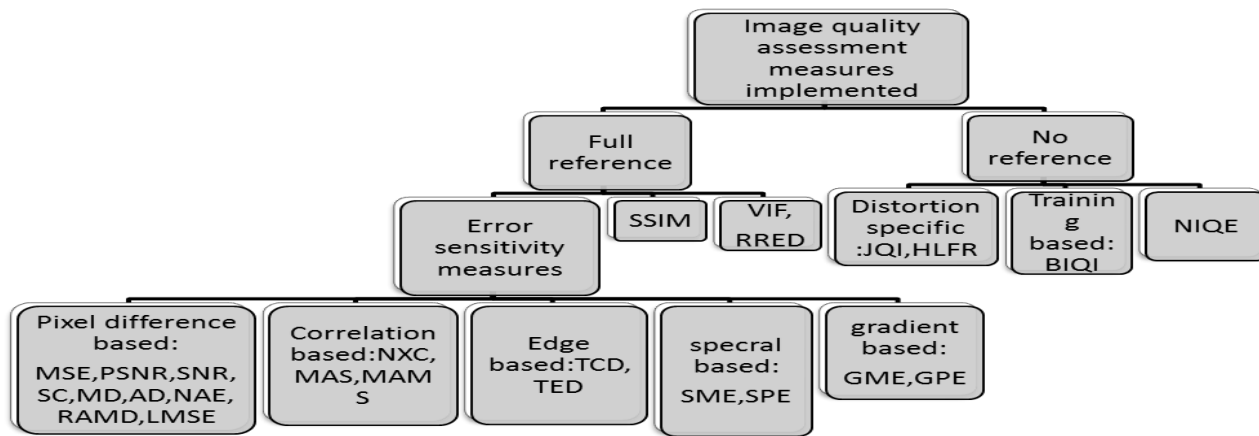 Image quality
assessment
measures
implemented
Full
reference
No
reference
Error
sensitivity
measures
SSIM
VIF,
RRED
Distortion
specific
:JQI,HLFR
Trainin
g
based:
BIQI
NIQE
Pixel difference
based:
MSE,PSNR,SNR,
SC,MD,AD,NAE,
RAMD,LMSE
Correlation
based:NXC,
MAS,MAM
S
Edge
based:TCD,
TED
specral based:
SME,SPE
gradient
based:
GME,GPE